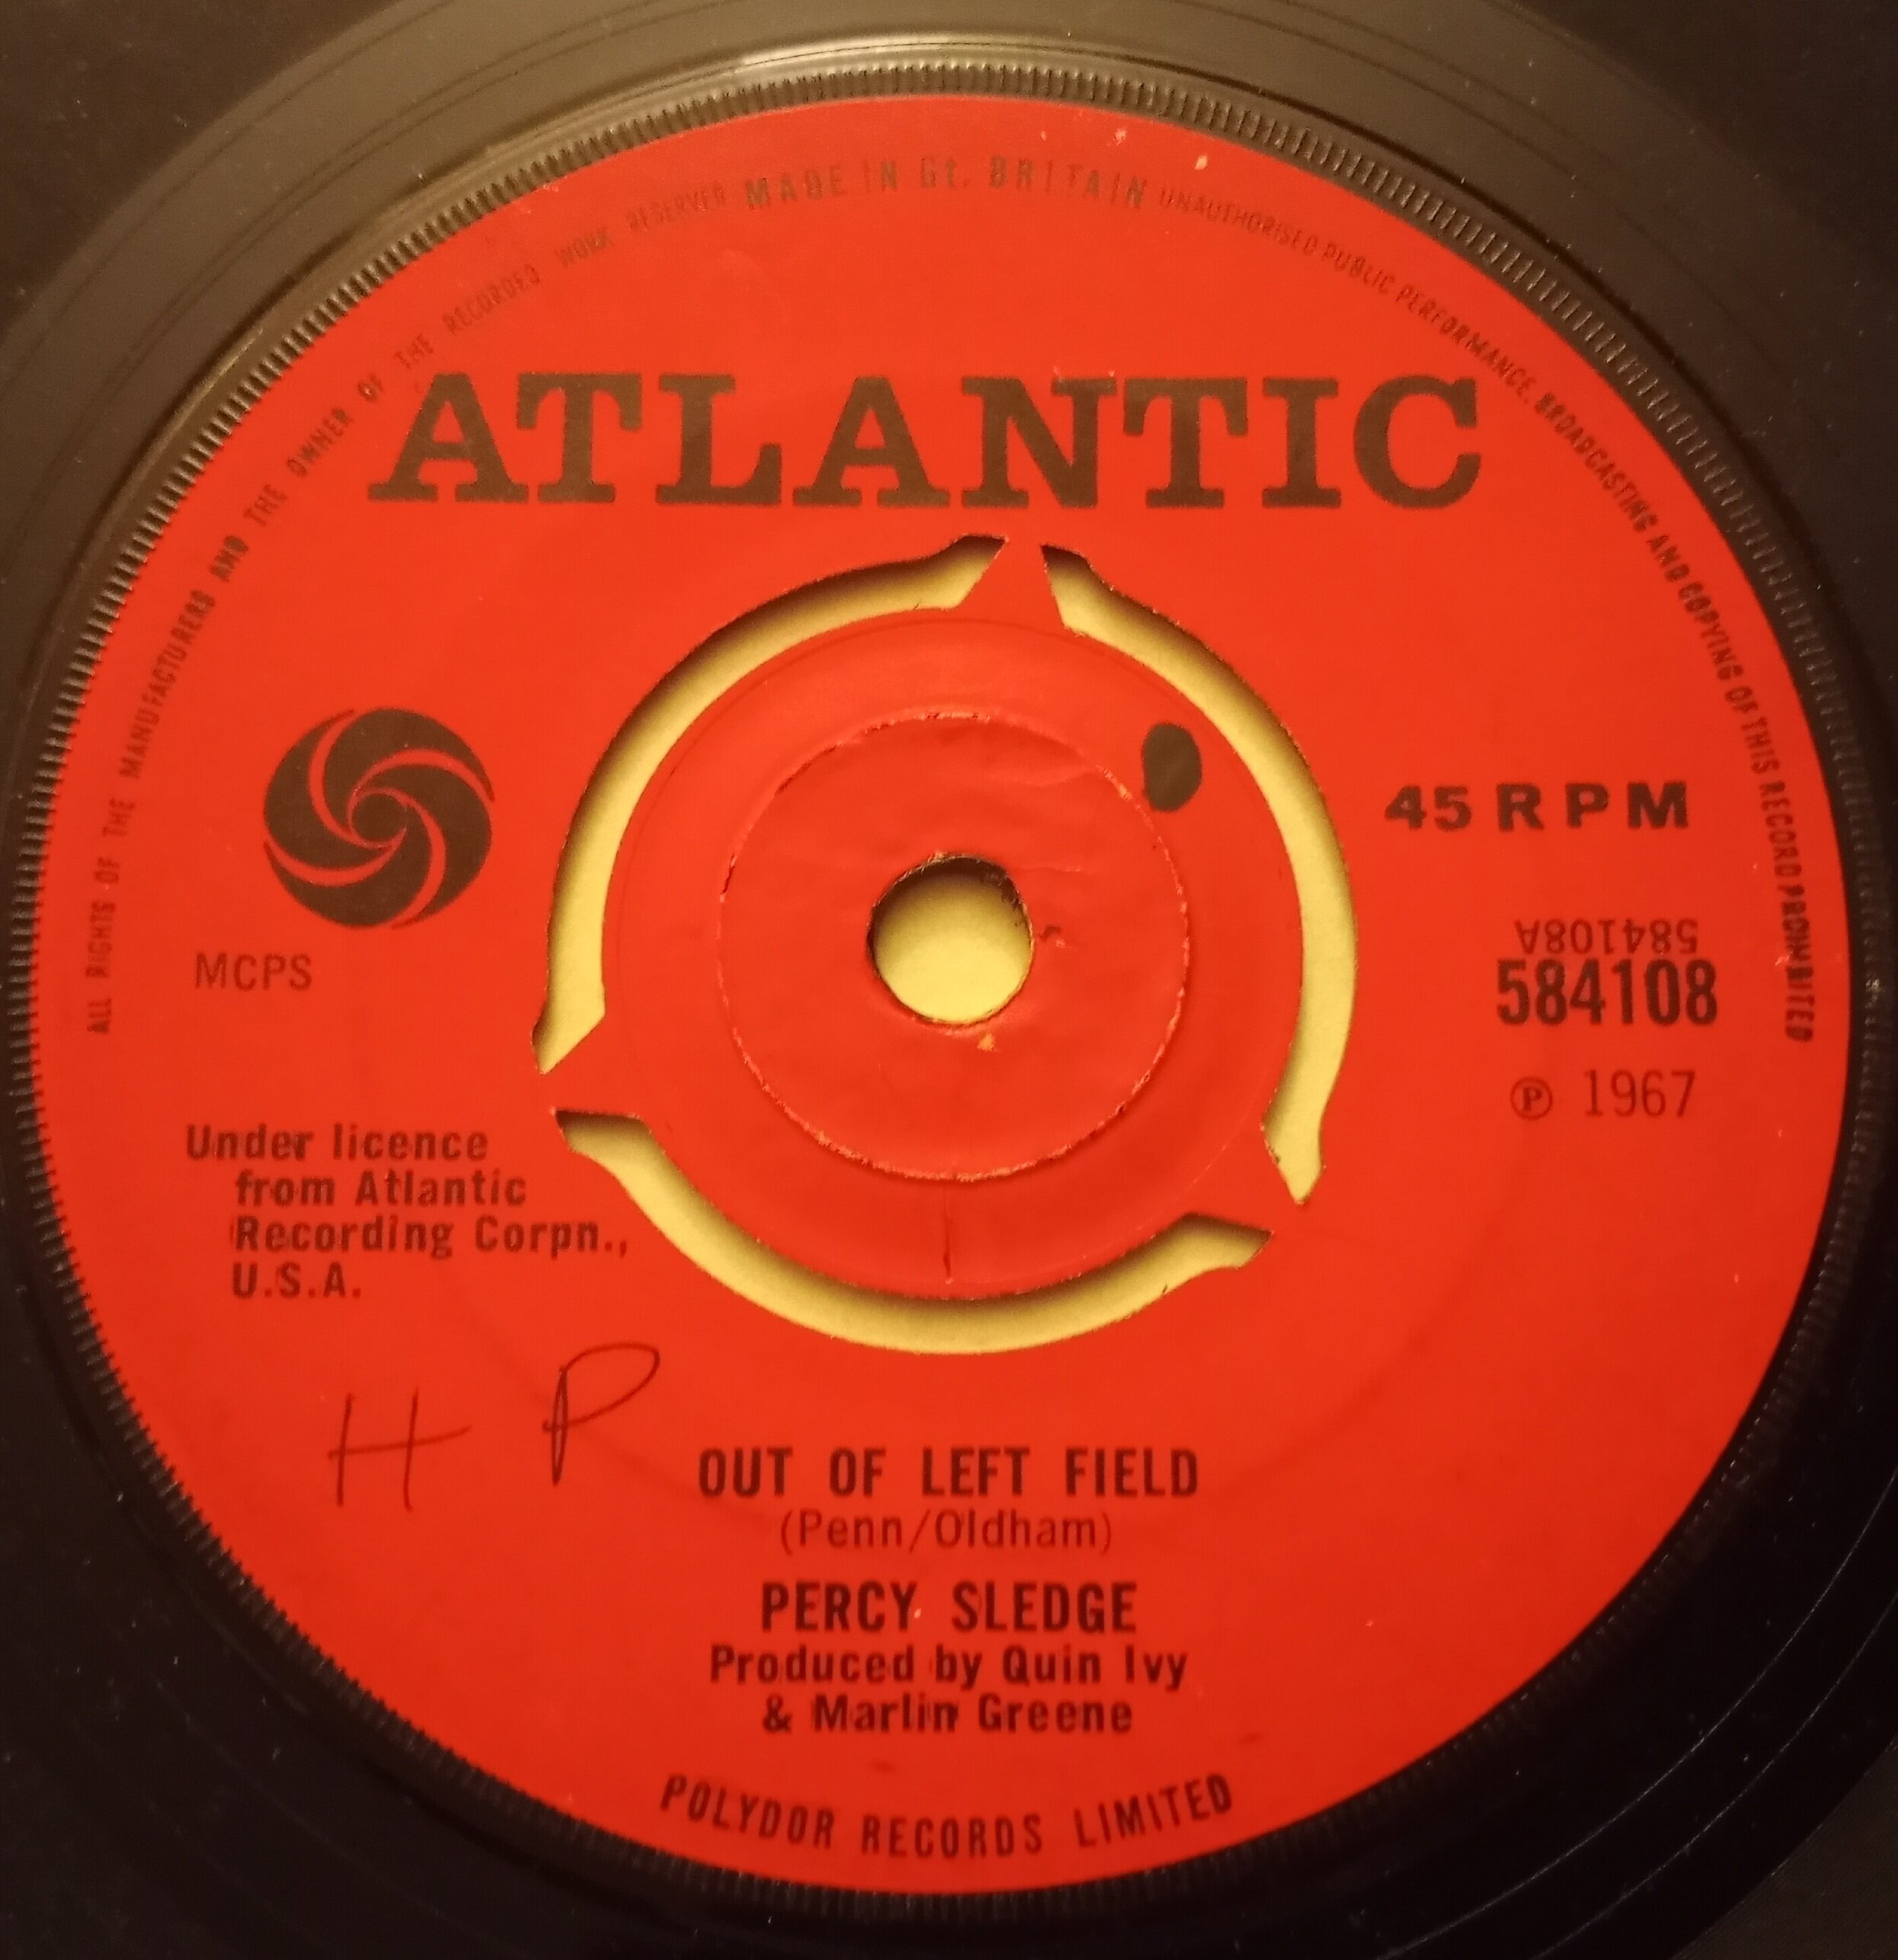 ALL RIGHTS OF THE MANUFACTURERS AND THE OWNER OF THE RECORDED WORK RESERVED MADE IN Gt. BRITAIN UNAUTHORISED PUBLIC PERFORMANCE, BROADCASTING AND COPYING OF THIS RECORD PROHIBITED
ATLANTIC
45 RPM
584108A
MCPS
584108
℗ 1967
Under licence
from Atlantic
Recording Corpn.,
U.S.A.
H P
OUT OF LEFT FIELD
(Penn/Oldham)
PERCY SLEDGE
Produced by Quin Ivy
& Marlin Greene
POLYDOR RECORDS LIMITED